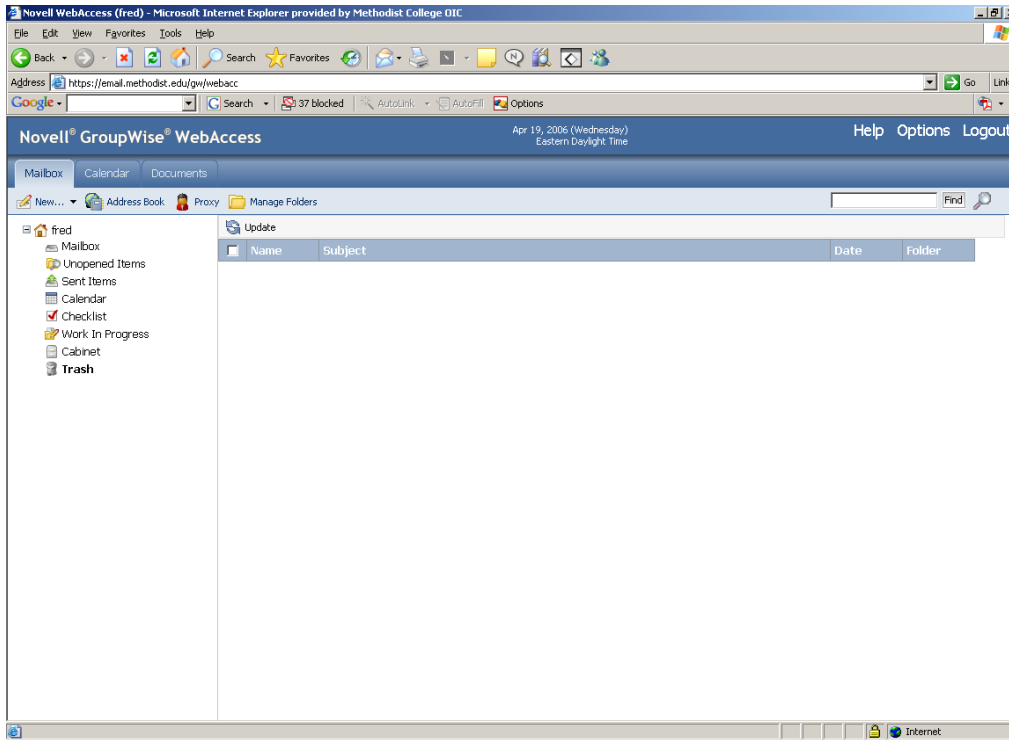 Novell WebAccess (fred) - Microsoft Internet Explorer provided by Methodist College OIC
File Edit View Favorites Tools Help
Back Search Favorites
Address https://email.methodist.edu/gw/webacc Go Link
Google Search 37 blocked AutoLink AutoFill Options
Novell® GroupWise® WebAccess
Apr 19, 2006 (Wednesday)
Eastern Daylight Time
Help Options Logout
Mailbox Calendar Documents
New... Address Book Proxy Manage Folders Find
fred
Mailbox
Unopened Items
Sent Items
Calendar
Checklist
Work In Progress
Cabinet
Trash
Update
Name Subject Date Folder
Internet